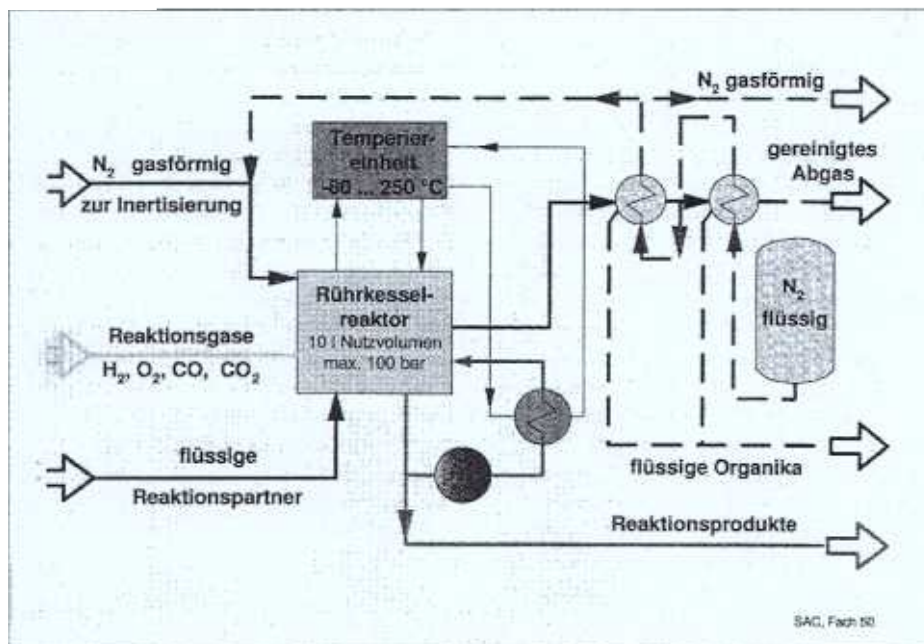 N₂ gasförmig
Temperier-
einheit
-80 ... 250 °C
N₂ gasförmig
zur Inertisierung
gereinigtes
Abgas
Rührkessel-
reaktor
10 l Nutzvolumen
max. 100 bar
N₂
flüssig
Reaktionsgase
H₂, O₂, CO, CO₂
flüssige
Reaktionspartner
flüssige Organika
Reaktionsprodukte
SAC, Fach 50